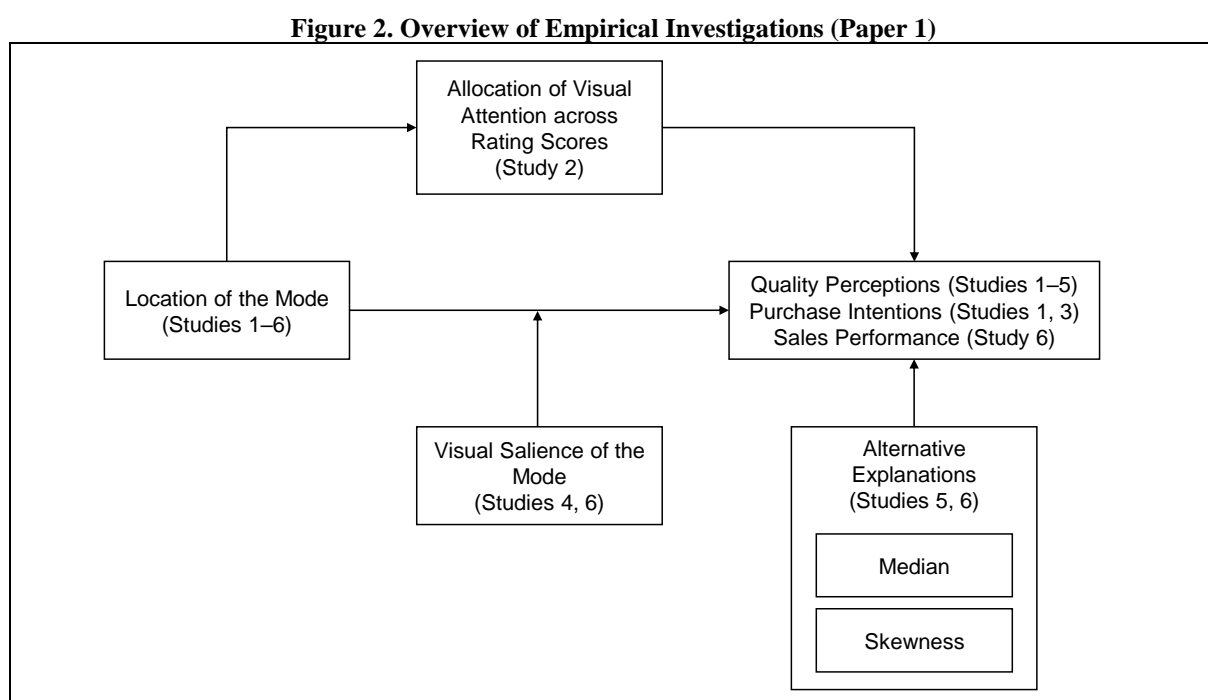 Figure 2. Overview of Empirical Investigations (Paper 1)
Allocation of Visual
Attention across
Rating Scores
(Study 2)
Location of the Mode
(Studies 1–6)
Quality Perceptions (Studies 1–5)
Purchase Intentions (Studies 1, 3)
Sales Performance (Study 6)
Visual Salience of the
Mode
(Studies 4, 6)
Alternative
Explanations
(Studies 5, 6)
Median
Skewness